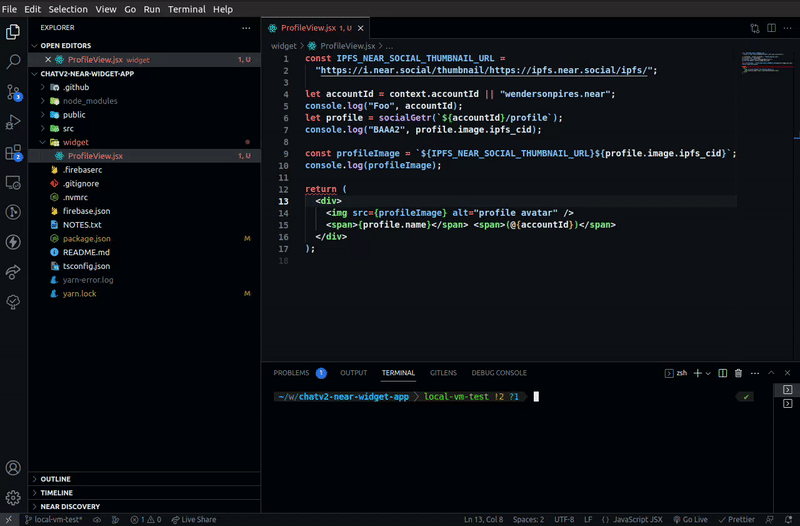 File Edit Selection View Go Run Terminal Help
EXPLORER
OPEN EDITORS
ProfileView.jsx widget 1, U
CHATV2-NEAR-WIDGET-APP
.github
node_modules
public
src
widget
ProfileView.jsx 1, U
.firebaserc
.gitignore
.nvmrc
firebase.json
NOTES.txt
package.json M
README.md
tsconfig.json
yarn-error.log
yarn.lock M
OUTLINE
TIMELINE
NEAR DISCOVERY
ProfileView.jsx 1, U
widget > ProfileView.jsx > ...
1 const IPFS_NEAR_SOCIAL_THUMBNAIL_URL =
2 "https://i.near.social/thumbnail/https://ipfs.near.social/ipfs/";
3
4 let accountId = context.accountId || "wendersonpires.near";
5 console.log("Foo", accountId);
6 let profile = socialGetr(`${accountId}/profile`);
7 console.log("BAAA2", profile.image.ipfs_cid);
8
9 const profileImage = `${IPFS_NEAR_SOCIAL_THUMBNAIL_URL}${profile.image.ipfs_cid}`;
10 console.log(profileImage);
11
12 return (
13 <div>
14 <img src={profileImage} alt="profile avatar" />
15 <span>{profile.name}</span> <span>(@{accountId})</span>
16 </div>
17 );
18
PROBLEMS 1 OUTPUT TERMINAL GITLENS DEBUG CONSOLE zsh
~/w/chatv2-near-widget-app local-vm-test !2 ?1
3
2
local-vm-test* 1 0 Live Share Ln 13, Col 8 Spaces: 2 UTF-8 LF {} JavaScript JSX Go Live Prettier